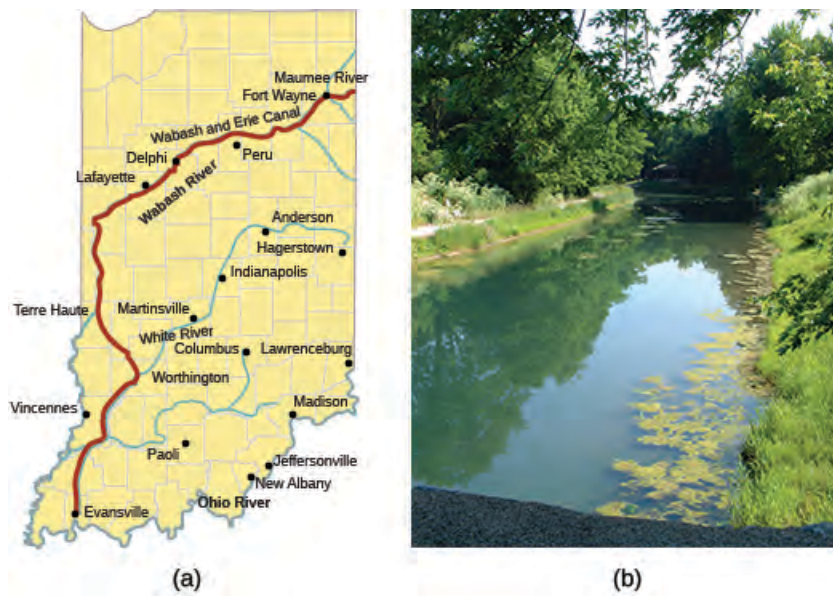 Maumee River
Fort Wayne
Wabash and Erie Canal
Delphi
Peru
Lafayette
Wabash River
Anderson
Hagerstown
Indianapolis
Terre Haute
Martinsville
White River
Columbus
Lawrenceburg
Worthington
Vincennes
Madison
Paoli
Jeffersonville
New Albany
Ohio River
Evansville
(a)
(b)